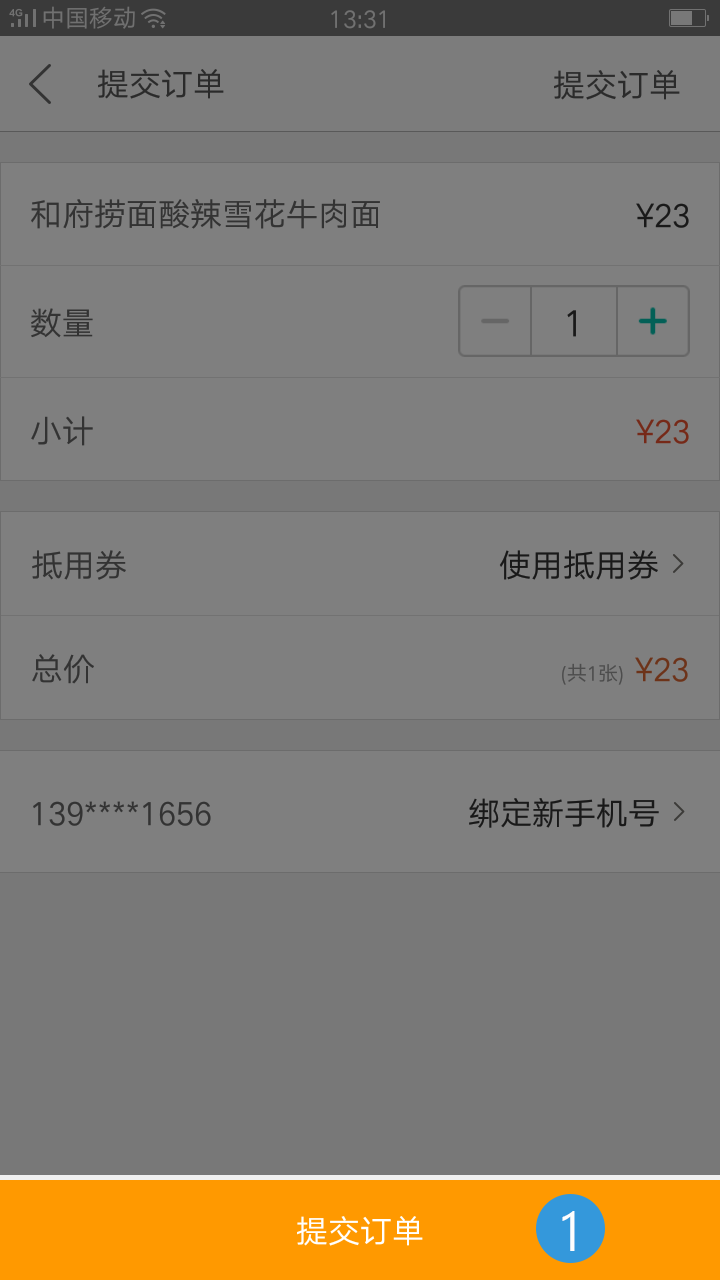 4G 中国移动 13:31
提交订单 提交订单
和府捞面酸辣雪花牛肉面 ¥23
数量 1
小计 ¥23
抵用券 使用抵用券
总价 (共1张) ¥23
139****1656 绑定新手机号
提交订单 1